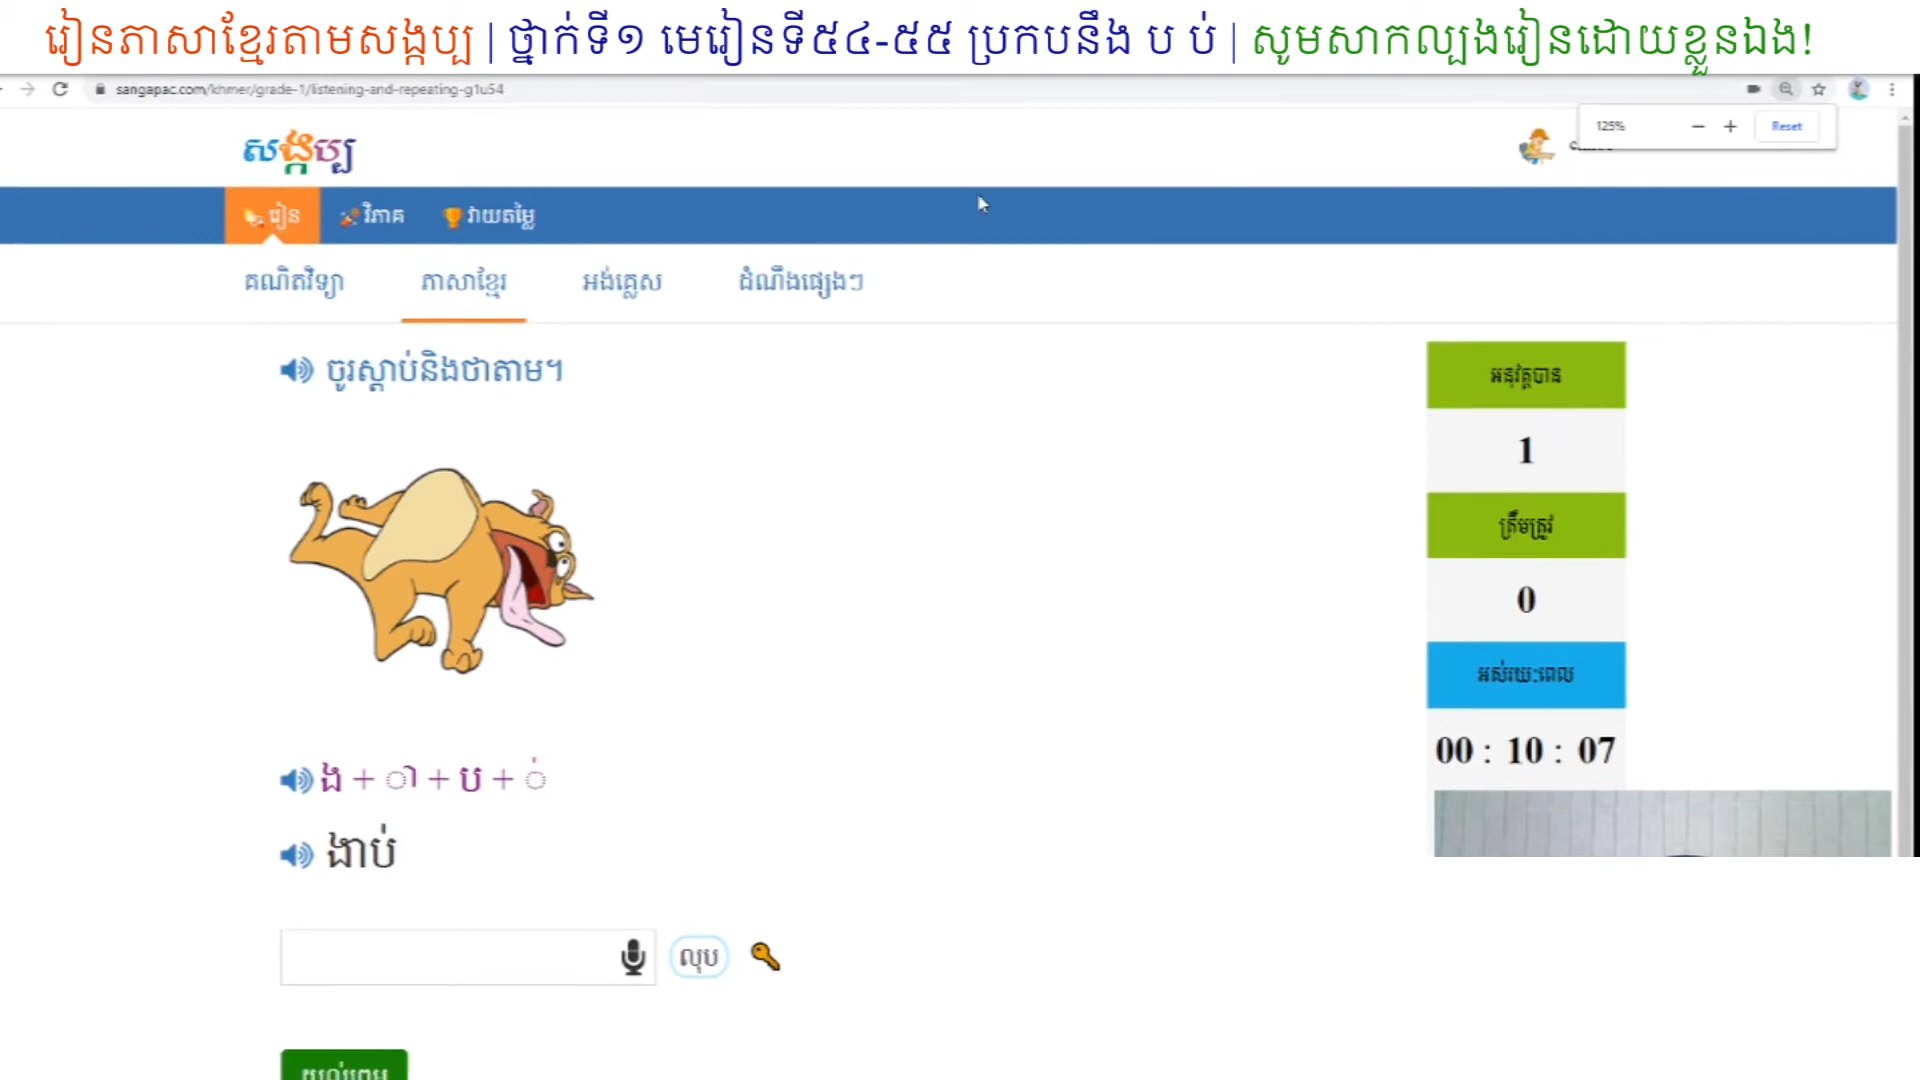 រៀនភាសាខ្មែរតាមសង្កប្ប | ថ្នាក់ទី១ មេរៀនទី៥៤-៥៥ ប្រកបនឹង ប ប់ | សូមសាកល្បងរៀនដោយខ្លួនឯង!
sangapac.com/khmer/grade-1/listening-and-repeating-g1u54
125% − + Reset
សង្កប្ប
រៀន វិភាគ វាយតម្លៃ
គណិតវិទ្យា ភាសាខ្មែរ អង់គ្លេស ដំណឹងផ្សេងៗ
ចូរស្តាប់និងថាតាម។
អនុវត្តបាន
1
ត្រឹមត្រូវ
0
អស់រយៈពេល
00 : 10 : 07
ង + ា + ប + ់
ងាប់
លុប